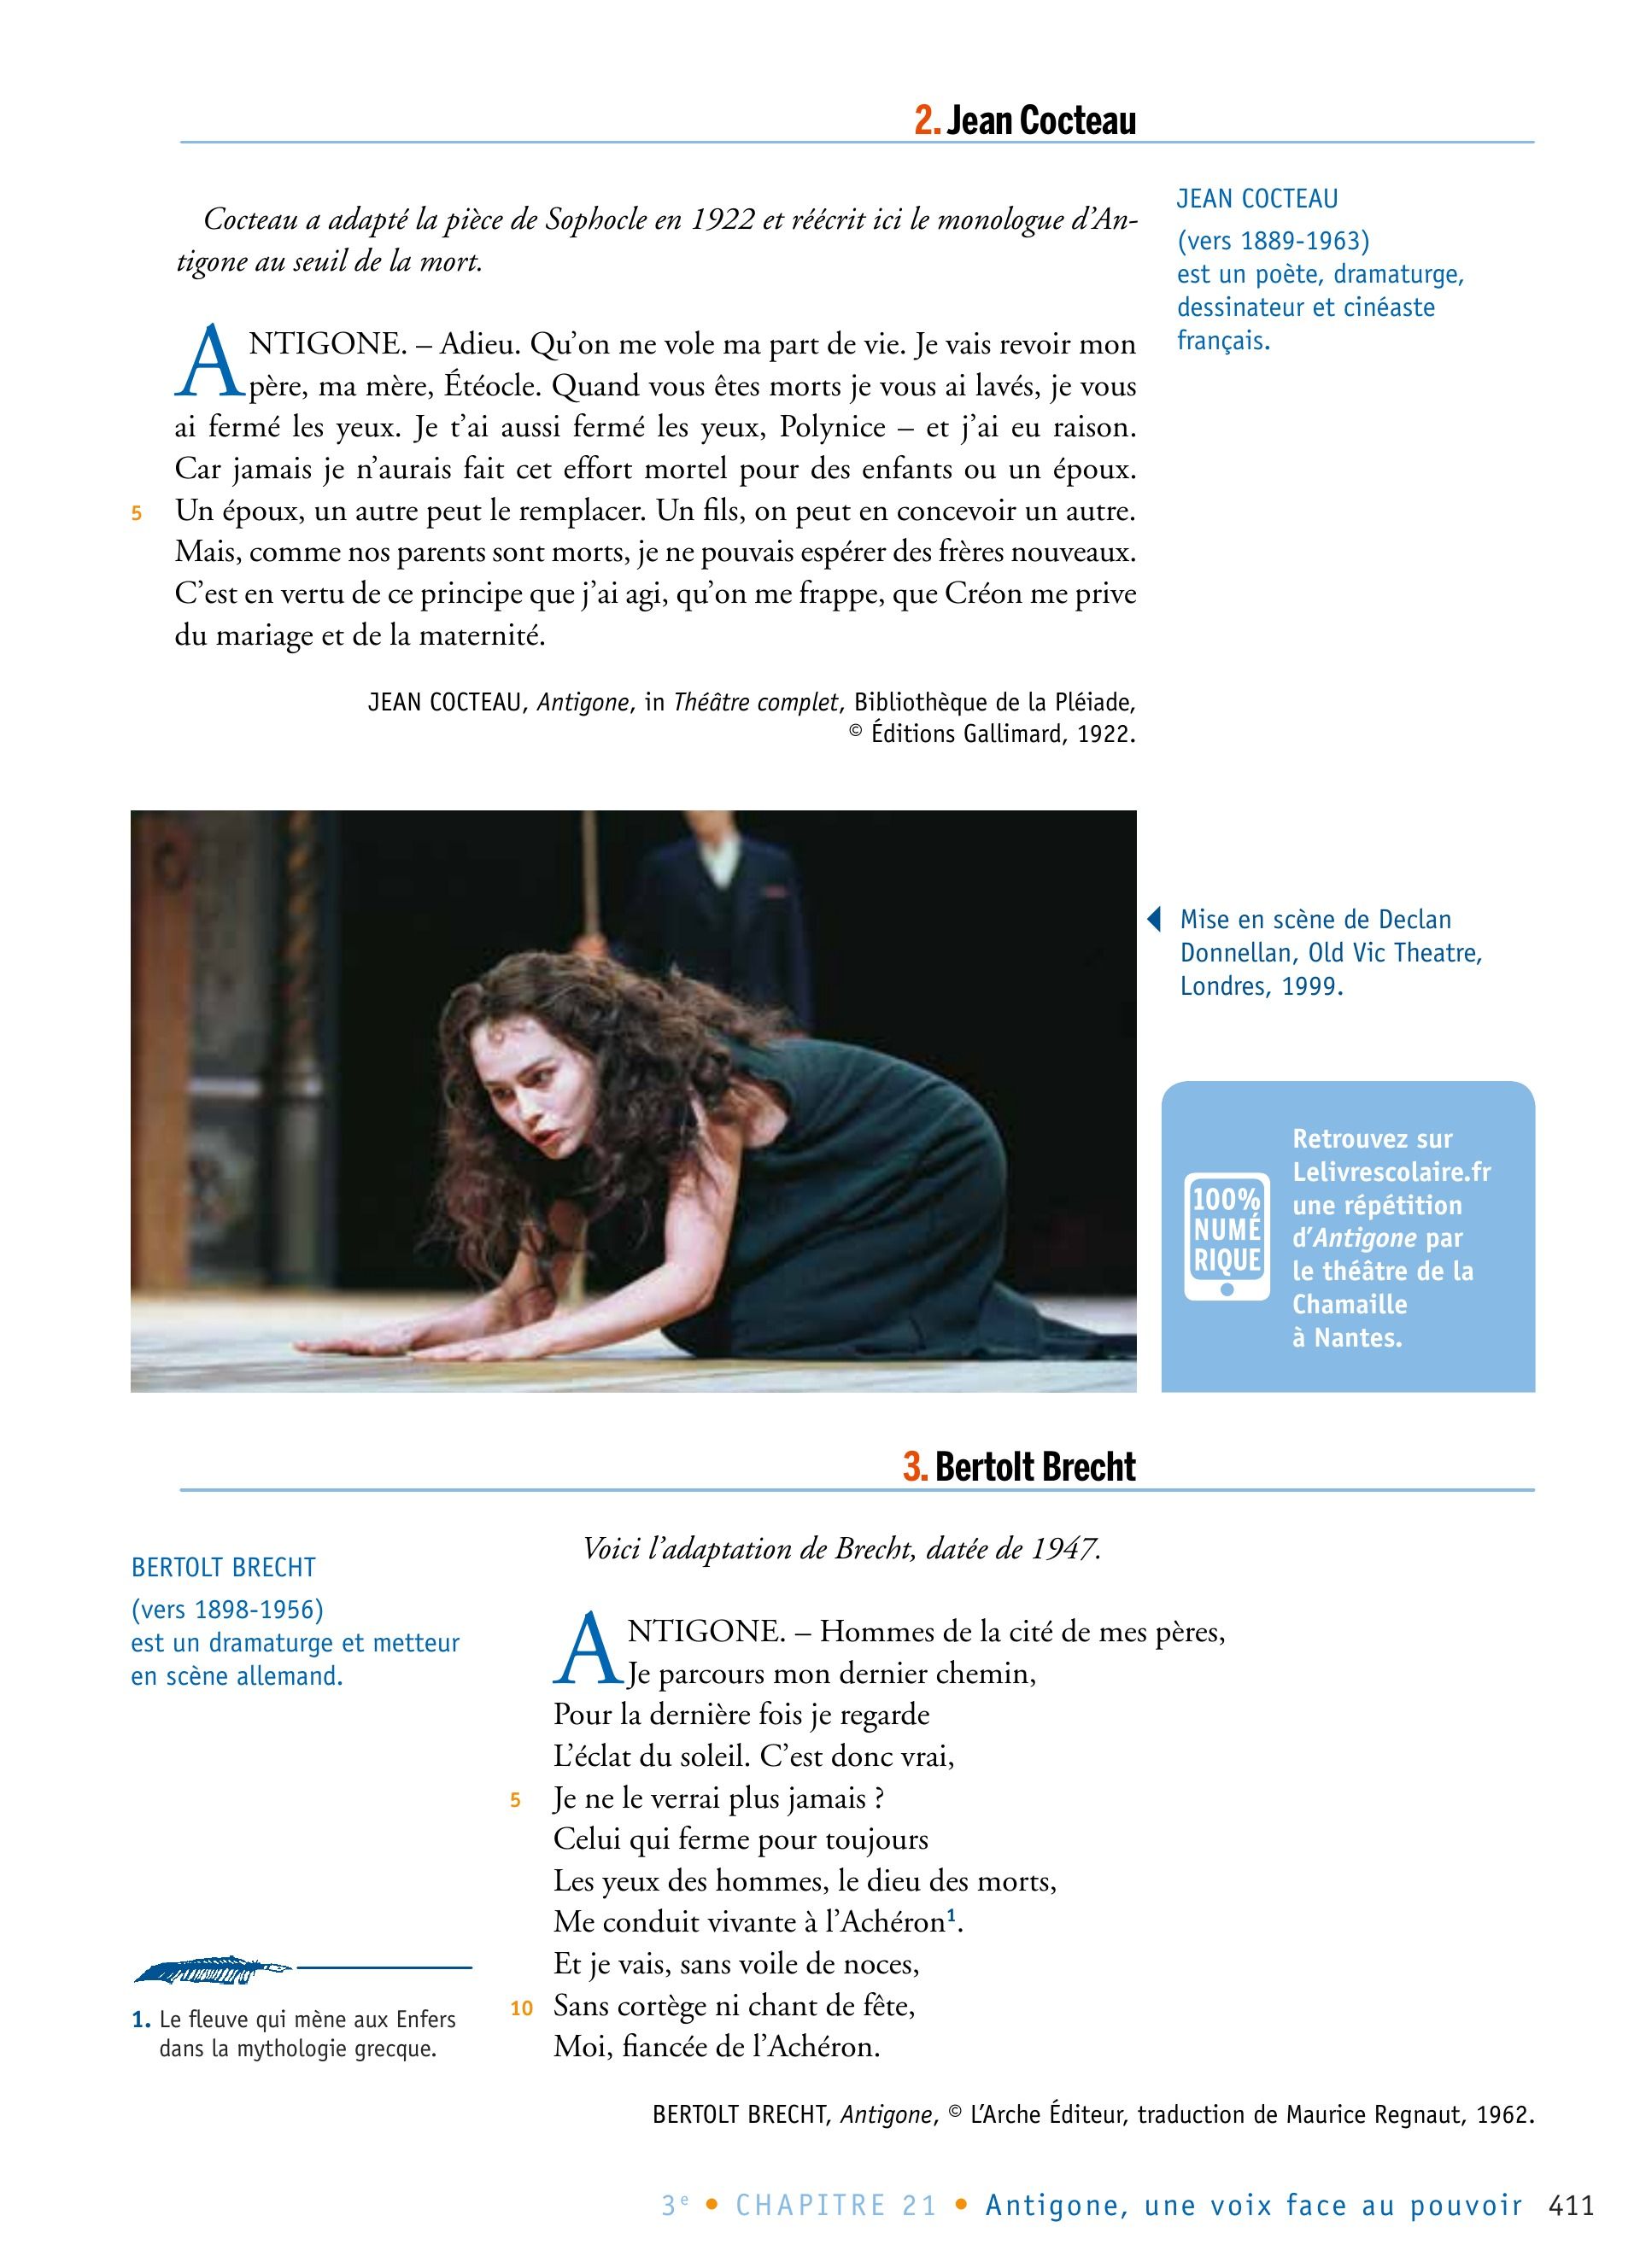 2. Jean Cocteau
Cocteau a adapté la pièce de Sophocle en 1922 et réécrit ici le monologue d'An-
tigone au seuil de la mort.
JEAN COCTEAU
(vers 1889-1963)
est un poète, dramaturge,
dessinateur et cinéaste
français.
ANTIGONE. – Adieu. Qu'on me vole ma part de vie. Je vais revoir mon
père, ma mère, Étéocle. Quand vous êtes morts je vous ai lavés, je vous
ai fermé les yeux. Je t'ai aussi fermé les yeux, Polynice – et j'ai eu raison.
Car jamais je n'aurais fait cet effort mortel pour des enfants ou un époux.
5 Un époux, un autre peut le remplacer. Un fils, on peut en concevoir un autre.
Mais, comme nos parents sont morts, je ne pouvais espérer des frères nouveaux.
C'est en vertu de ce principe que j'ai agi, qu'on me frappe, que Créon me prive
du mariage et de la maternité.
JEAN COCTEAU, Antigone, in Théâtre complet, Bibliothèque de la Pléiade,
© Éditions Gallimard, 1922.
Mise en scène de Declan
Donnellan, Old Vic Theatre,
Londres, 1999.
100%
NUMÉ
RIQUE
Retrouvez sur
Lelivrescolaire.fr
une répétition
d'Antigone par
le théâtre de la
Chamaille
à Nantes.
3. Bertolt Brecht
BERTOLT BRECHT
(vers 1898-1956)
est un dramaturge et metteur
en scène allemand.
Voici l'adaptation de Brecht, datée de 1947.
ANTIGONE. – Hommes de la cité de mes pères,
Je parcours mon dernier chemin,
Pour la dernière fois je regarde
L'éclat du soleil. C'est donc vrai,
5 Je ne le verrai plus jamais ?
Celui qui ferme pour toujours
Les yeux des hommes, le dieu des morts,
Me conduit vivante à l'Achéron1.
Et je vais, sans voile de noces,
10 Sans cortège ni chant de fête,
Moi, fiancée de l'Achéron.
1. Le fleuve qui mène aux Enfers
dans la mythologie grecque.
BERTOLT BRECHT, Antigone, © L'Arche Éditeur, traduction de Maurice Regnaut, 1962.
3e • CHAPITRE 21 • Antigone, une voix face au pouvoir 411